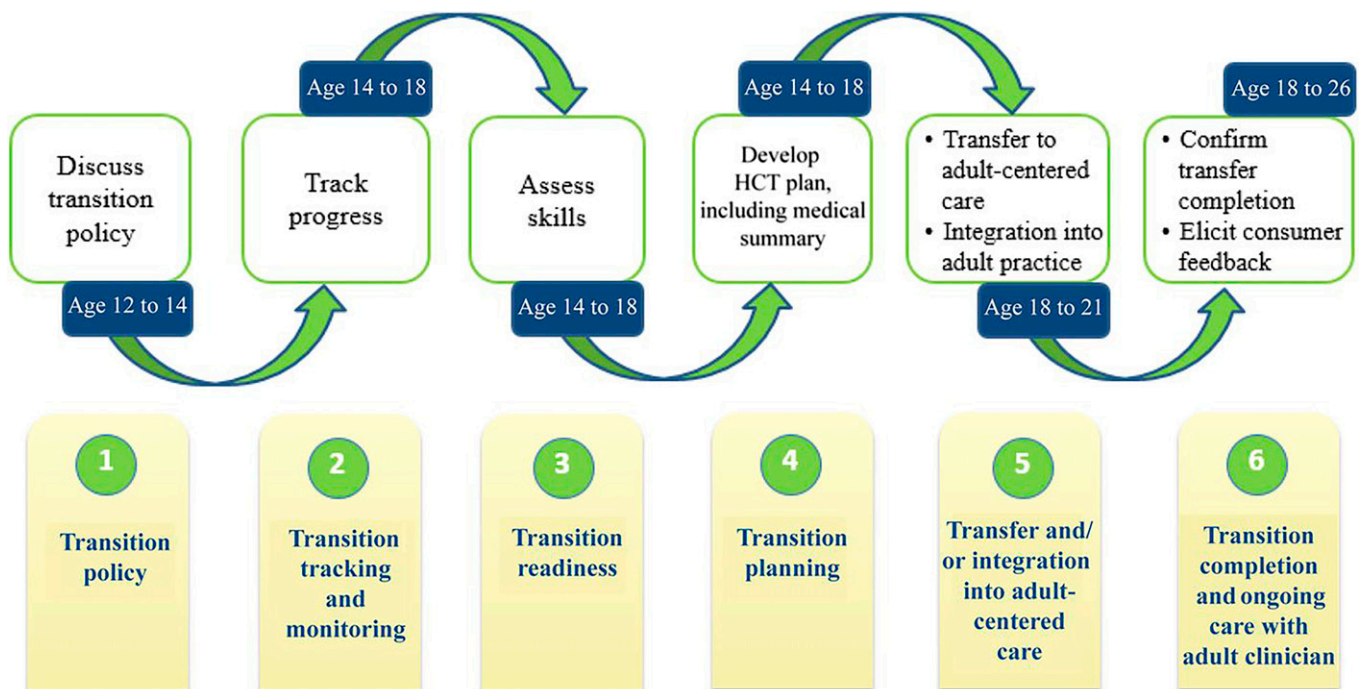 Age 14 to 18
Age 14 to 18
Age 18 to 26
Discuss
transition
policy
Track
progress
Assess
skills
Develop
HCT plan,
including medical
summary
• Transfer to
adult-centered
care
• Integration into
adult practice
• Confirm
transfer
completion
• Elicit consumer
feedback
Age 12 to 14
Age 14 to 18
Age 18 to 21
1
Transition
policy
2
Transition
tracking
and
monitoring
3
Transition
readiness
4
Transition
planning
5
Transfer and/
or integration
into adult-
centered
care
6
Transition
completion
and ongoing
care with
adult clinician